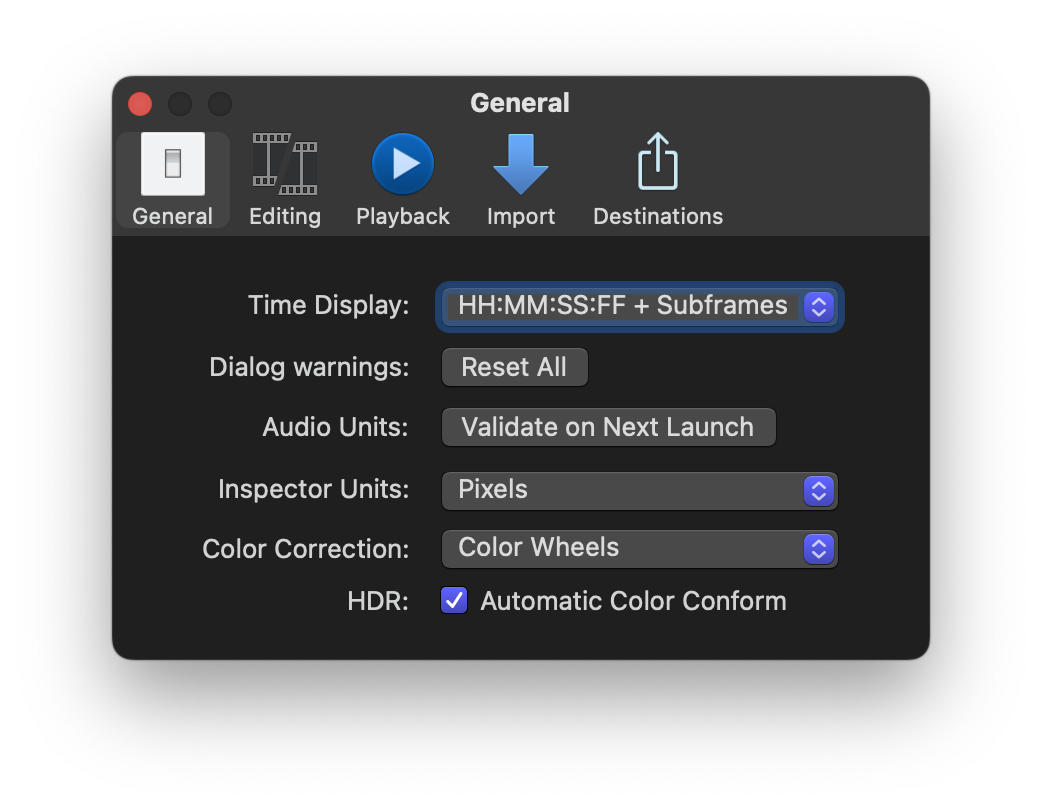 General
General Editing Playback Import Destinations
Time Display: HH:MM:SS:FF + Subframes
Dialog warnings: Reset All
Audio Units: Validate on Next Launch
Inspector Units: Pixels
Color Correction: Color Wheels
HDR: Automatic Color Conform